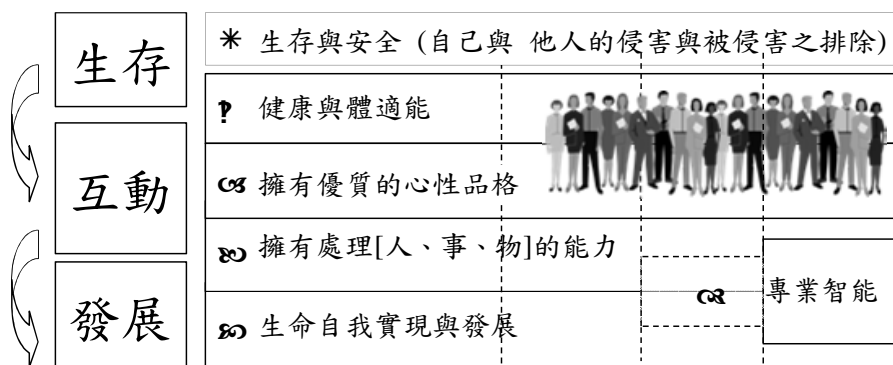 生存
✳ 生存與安全 (自己與 他人的侵害與被侵害之排除)
‽ 健康與體適能
互動
ଓ 擁有優質的心性品格
ဢ 擁有處理[人、事、物]的能力
ଓ 專業智能
發展
ဢ 生命自我實現與發展